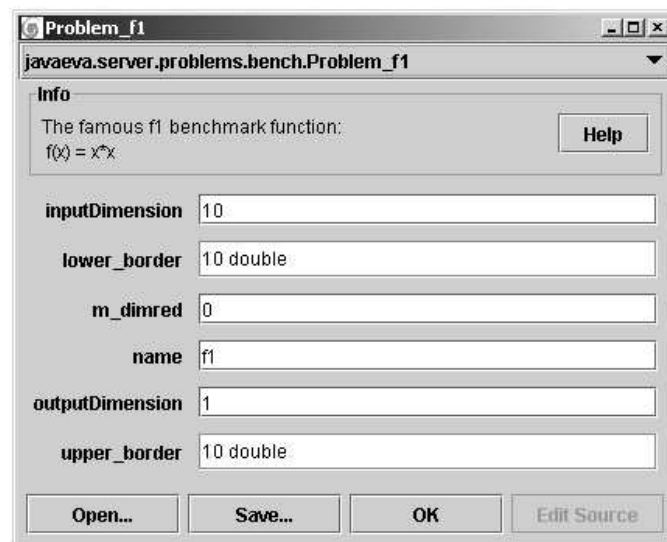 Problem_f1
javaeva.server.problems.bench.Problem_f1
Info
The famous f1 benchmark function:
f(x) = x*x
Help
inputDimension 10
lower_border 10 double
m_dimred 0
name f1
outputDimension 1
upper_border 10 double
Open... Save... OK Edit Source